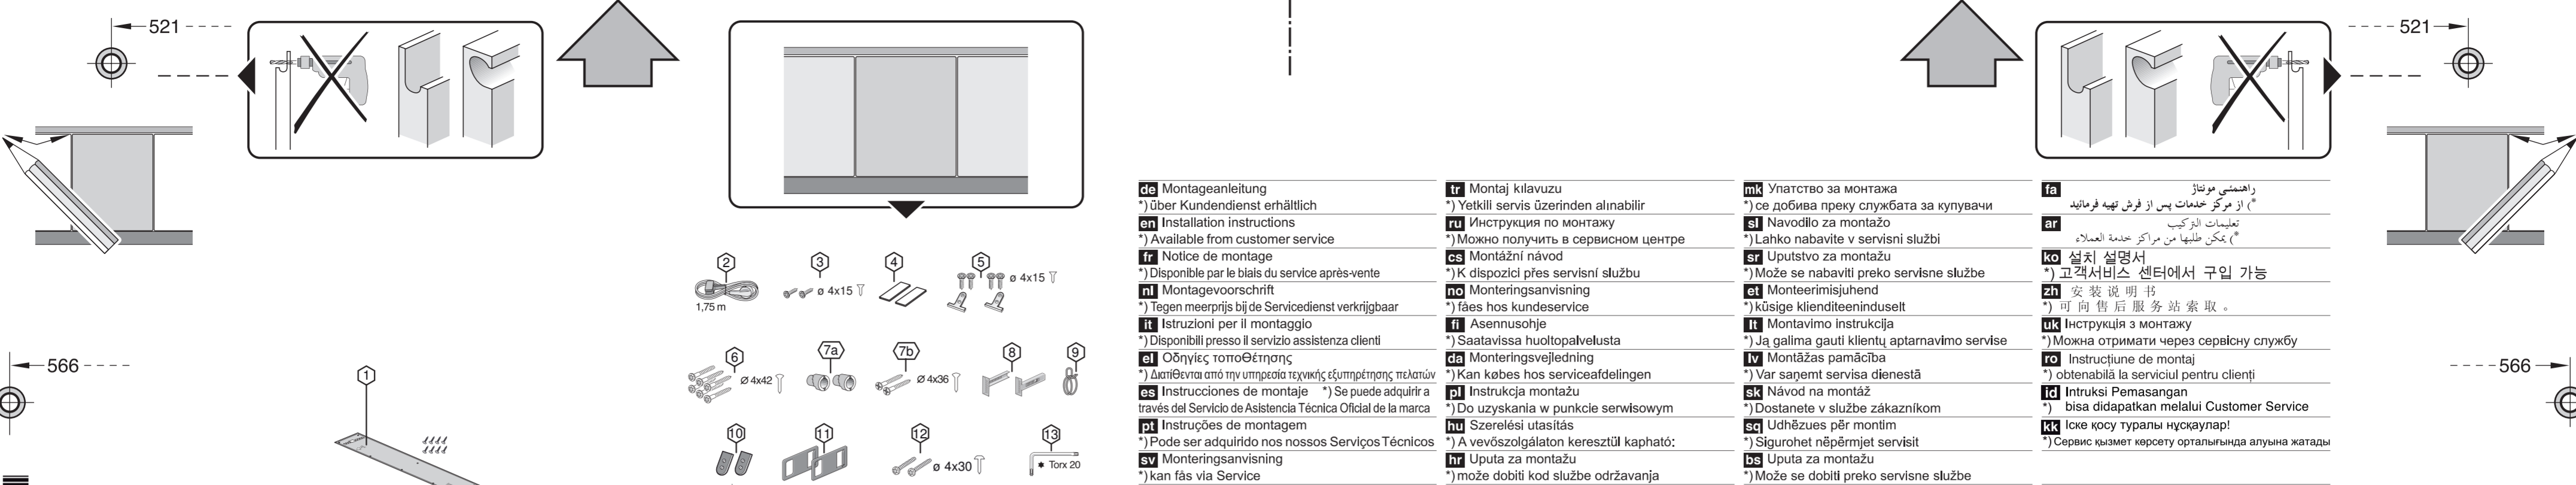 521
566
1
2
1,75 m
3
ø 4x15
4
5
ø 4x15
6
Ø 4x42
7a
7b
Ø 4x36
8
9
10
11
12
ø 4x30
13
Torx 20
de Montageanleitung
*) über Kundendienst erhältlich
en Installation instructions
*) Available from customer service
fr Notice de montage
*) Disponible par le biais du service après-vente
nl Montagevoorschrift
*) Tegen meerprijs bij de Servicedienst verkrijgbaar
it Istruzioni per il montaggio
*) Disponibili presso il servizio assistenza clienti
el Οδηγίες τοποθέτησης
*) Διατίθενται από την υπηρεσία τεχνικής εξυπηρέτησης πελατών
es Instrucciones de montaje *) Se puede adquirir a
través del Servicio de Asistencia Técnica Oficial de la marca
pt Instruções de montagem
*) Pode ser adquirido nos nossos Serviços Técnicos
sv Monteringsanvisning
*) kan fås via Service
tr Montaj kılavuzu
*) Yetkili servis üzerinden alınabilir
ru Инструкция по монтажу
*) Можно получить в сервисном центре
cs Montážní návod
*) K dispozici přes servisní službu
no Monteringsanvisning
*) fåes hos kundeservice
fi Asennusohje
*) Saatavissa huoltopalvelusta
da Monteringsvejledning
*) Kan købes hos serviceafdelingen
pl Instrukcja montażu
*) Do uzyskania w punkcie serwisowym
hu Szerelési utasítás
*) A vevőszolgálaton keresztül kapható:
hr Uputa za montažu
*) može dobiti kod službe održavanja
mk Упатство за монтажа
*) се добива преку службата за купувачи
sl Navodilo za montažo
*) Lahko nabavite v servisni službi
sr Uputstvo za montažu
*) Može se nabaviti preko servisne službe
et Monteerimisjuhend
*) küsige klienditeeninduselt
lt Montavimo instrukcija
*) Ją galima gauti klientų aptarnavimo servise
lv Montāžas pamācība
*) Var saņemt servisa dienestā
sk Návod na montáž
*) Dostanete v službe zákazníkom
sq Udhëzues për montim
*) Sigurohet nëpërmjet servisit
bs Uputa za montažu
*) Može se dobiti preko servisne službe
fa راهنمئی مونتاژ
*) از مرکز خدمات پس از فرش تهیه فرمائید
ar تعليمات التركيب
*) يمكن طلبها من مراكز خدمة العملاء
ko 설치 설명서
*) 고객서비스 센터에서 구입 가능
zh 安装说明书
*) 可向售后服务站索取。
uk Інструкція з монтажу
*) Можна отримати через сервісну службу
ro Instrucţiune de montaj
*) obtenabilă la serviciul pentru clienţi
id Intruksi Pemasangan
*) bisa didapatkan melalui Customer Service
kk Іске қосу туралы нұсқаулар!
*) Сервис қызмет көрсету орталығында алуына жатады
521
566